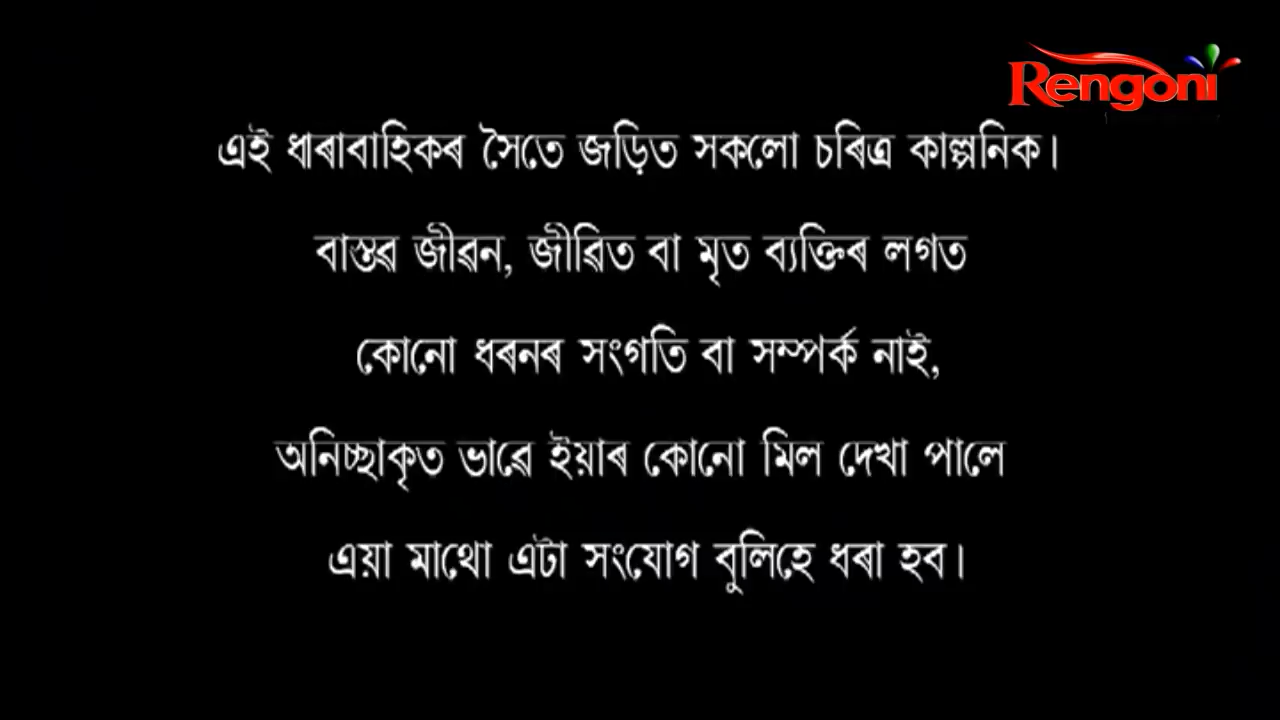 Rengoni
এই ধাৰাবাহিকৰ সৈতে জড়িত সকলো চৰিত্ৰ কাল্পনিক।
বাস্তৱ জীৱন, জীৱিত বা মৃত ব্যক্তিৰ লগত
কোনো ধৰনৰ সংগতি বা সম্পৰ্ক নাই,
অনিচ্ছাকৃত ভাৱে ইয়াৰ কোনো মিল দেখা পালে
এয়া মাথো এটা সংযোগ বুলিহে ধৰা হব।